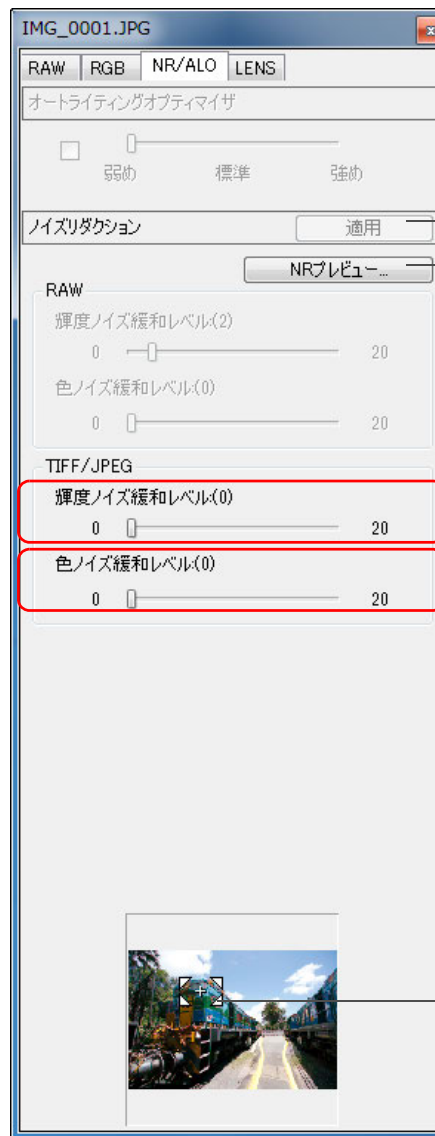 IMG_0001.JPG
RAW RGB NR/ALO LENS
オートライティングオプティマイザ
弱め 標準 強め
ノイズリダクション 適用
NRプレビュー...
RAW
輝度ノイズ緩和レベル:(2)
0 20
色ノイズ緩和レベル:(0)
0 20
TIFF/JPEG
輝度ノイズ緩和レベル:(0)
0 20
色ノイズ緩和レベル:(0)
0 20